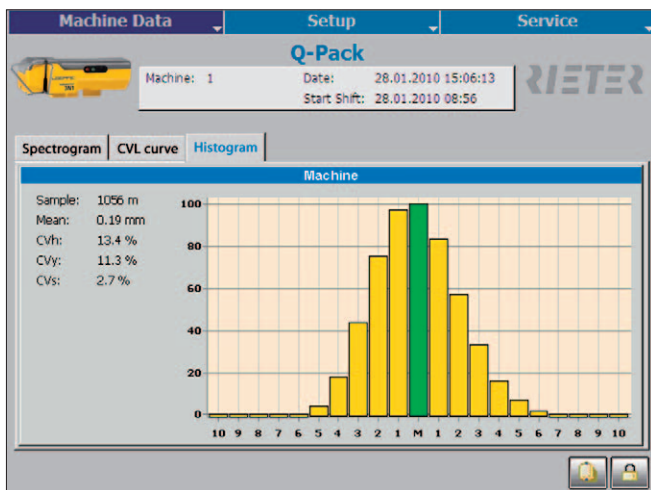 Machine Data Setup Service
Q-Pack
Machine: 1 Date: 28.01.2010 15:06:13
Start Shift: 28.01.2010 08:56
RIETER
Spectrogram CVL curve Histogram
Machine
Sample: 1056 m
Mean: 0.19 mm
CVh: 13.4 %
CVy: 11.3 %
CVs: 2.7 %
100
80
60
40
20
0
10 9 8 7 6 5 4 3 2 1 M 1 2 3 4 5 6 7 8 9 10